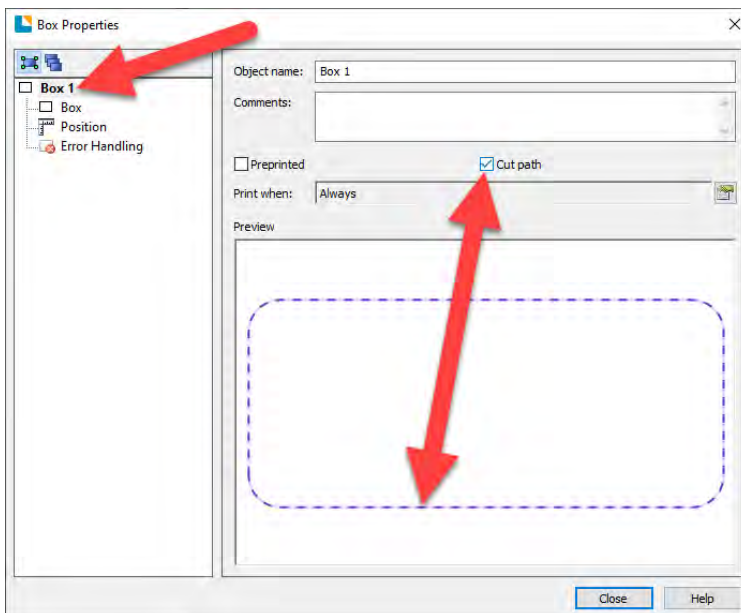 Box Properties
Box 1
Box
Position
Error Handling
Object name: Box 1
Comments:
Preprinted Cut path
Print when: Always
Preview
Close Help